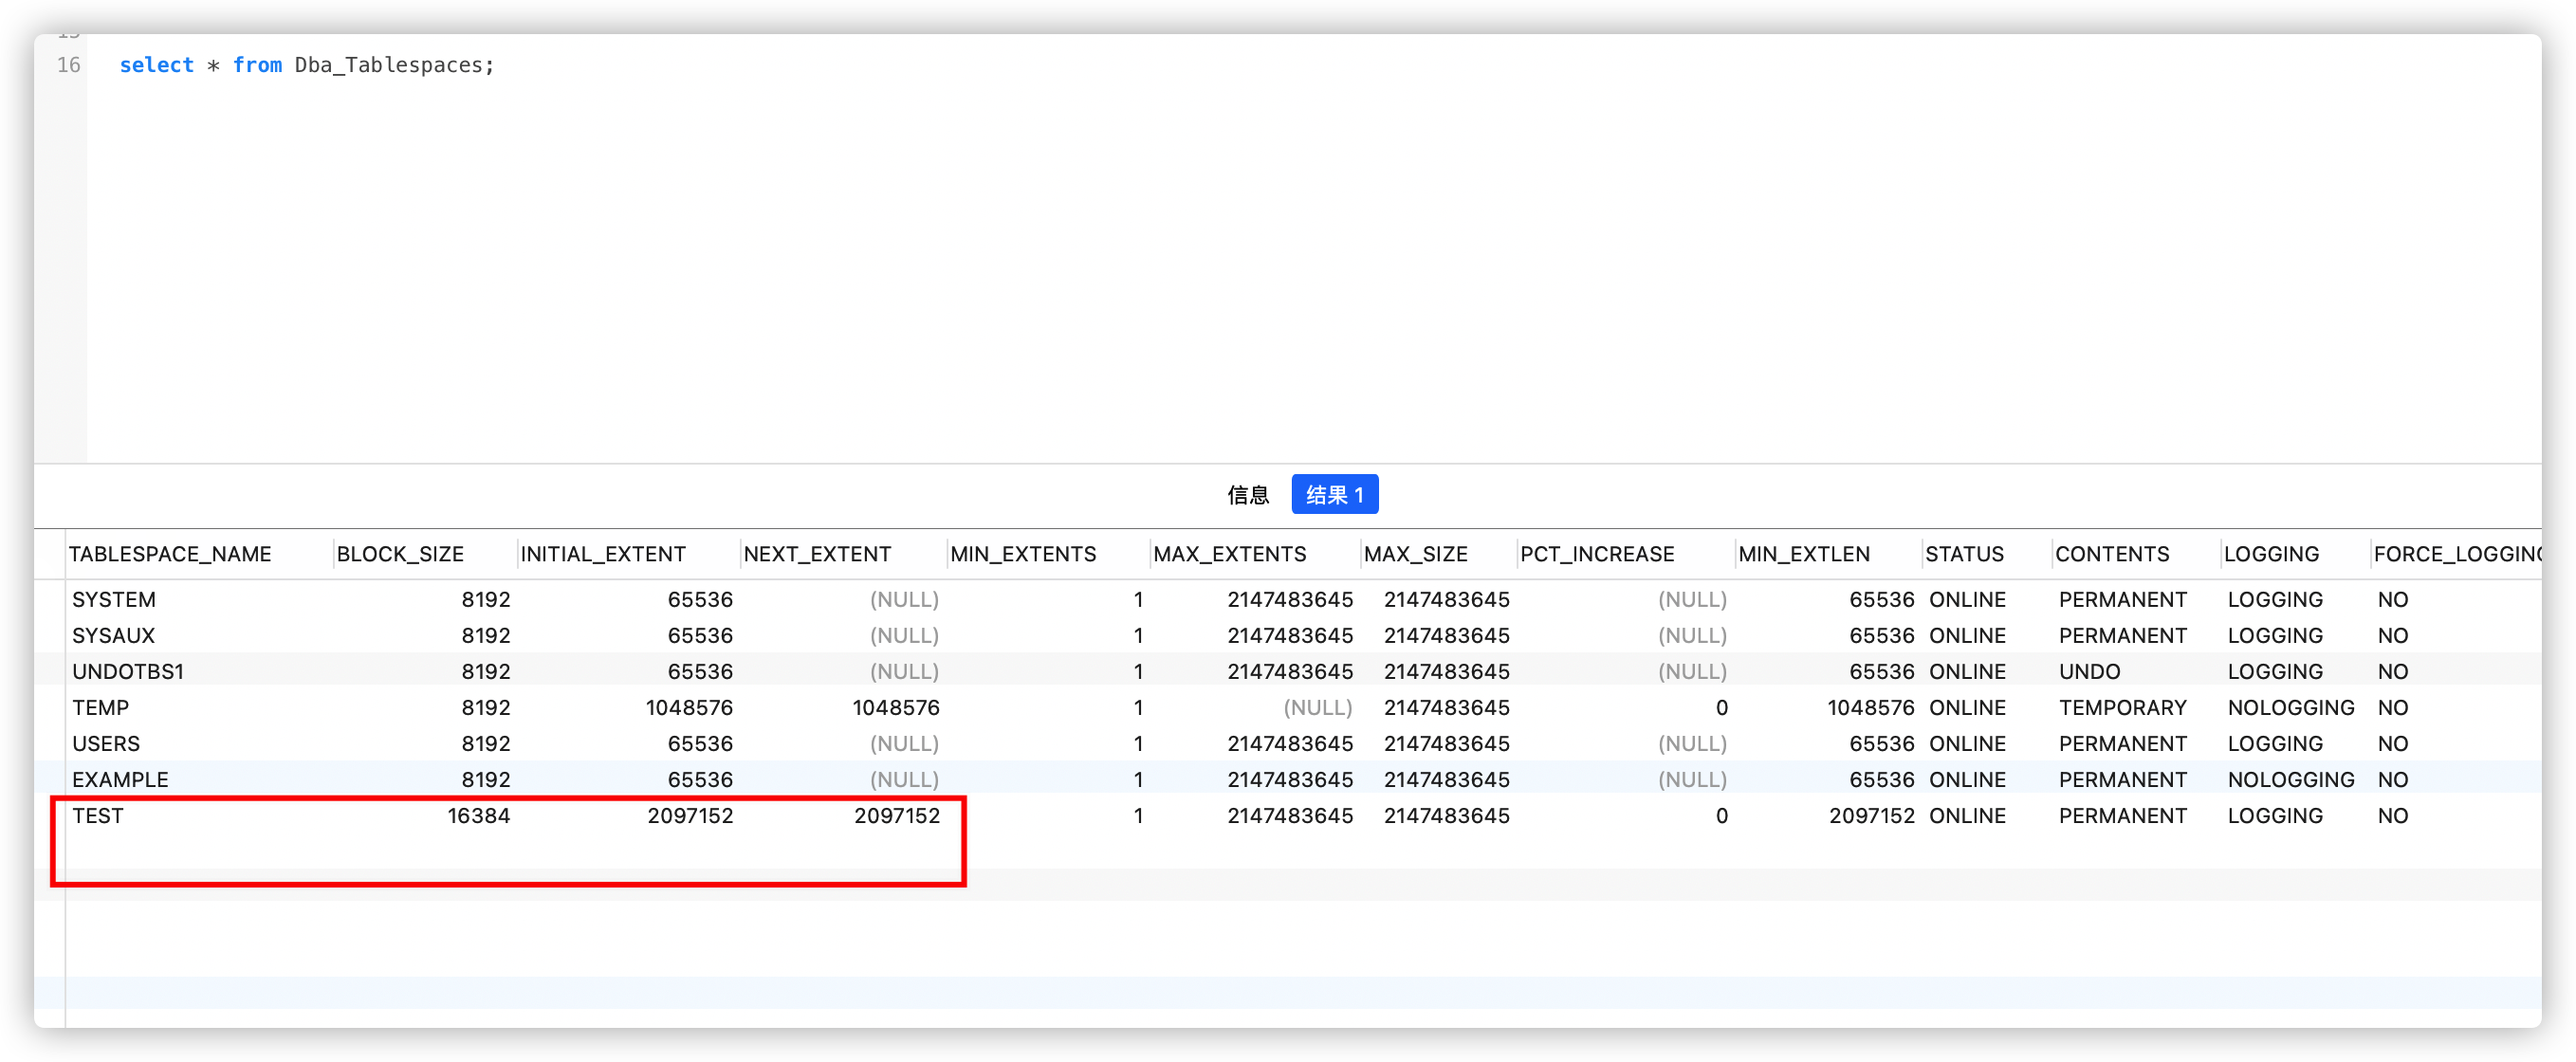 16 select * from Dba_Tablespaces;
信息 结果 1
TABLESPACE_NAME BLOCK_SIZE INITIAL_EXTENT NEXT_EXTENT MIN_EXTENTS MAX_EXTENTS MAX_SIZE PCT_INCREASE MIN_EXTLEN STATUS CONTENTS LOGGING FORCE_LOGGING
SYSTEM 8192 65536 (NULL) 1 2147483645 2147483645 (NULL) 65536 ONLINE PERMANENT LOGGING NO
SYSAUX 8192 65536 (NULL) 1 2147483645 2147483645 (NULL) 65536 ONLINE PERMANENT LOGGING NO
UNDOTBS1 8192 65536 (NULL) 1 2147483645 2147483645 (NULL) 65536 ONLINE UNDO LOGGING NO
TEMP 8192 1048576 1048576 1 (NULL) 2147483645 0 1048576 ONLINE TEMPORARY NOLOGGING NO
USERS 8192 65536 (NULL) 1 2147483645 2147483645 (NULL) 65536 ONLINE PERMANENT LOGGING NO
EXAMPLE 8192 65536 (NULL) 1 2147483645 2147483645 (NULL) 65536 ONLINE PERMANENT NOLOGGING NO
TEST 16384 2097152 2097152 1 2147483645 2147483645 0 2097152 ONLINE PERMANENT LOGGING NO